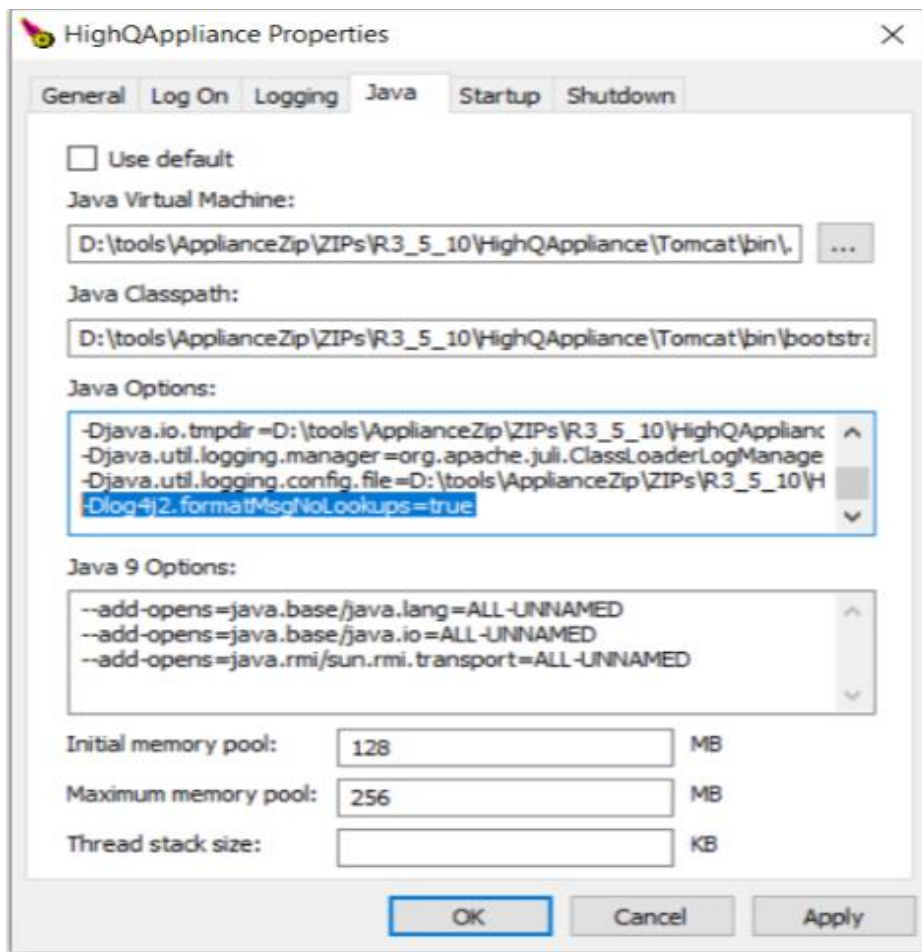 HighQAppliance Properties
General Log On Logging Java Startup Shutdown
Use default
Java Virtual Machine:
D:\tools\ApplianceZip\ZIPs\R3_5_10\HighQAppliance\Tomcat\bin\. ...
Java Classpath:
D:\tools\ApplianceZip\ZIPs\R3_5_10\HighQAppliance\Tomcat\bin\bootstra
Java Options:
-Djava.io.tmpdir=D:\tools\ApplianceZip\ZIPs\R3_5_10\HighQApplianc
-Djava.util.logging.manager=org.apache.juli.ClassLoaderLogManage
-Djava.util.logging.config.file=D:\tools\ApplianceZip\ZIPs\R3_5_10\H
-Dlog4j2.formatMsgNoLookups=true
Java 9 Options:
--add-opens=java.base/java.lang=ALL-UNNAMED
--add-opens=java.base/java.io=ALL-UNNAMED
--add-opens=java.rmi/sun.rmi.transport=ALL-UNNAMED
Initial memory pool: 128 MB
Maximum memory pool: 256 MB
Thread stack size: KB
OK Cancel Apply